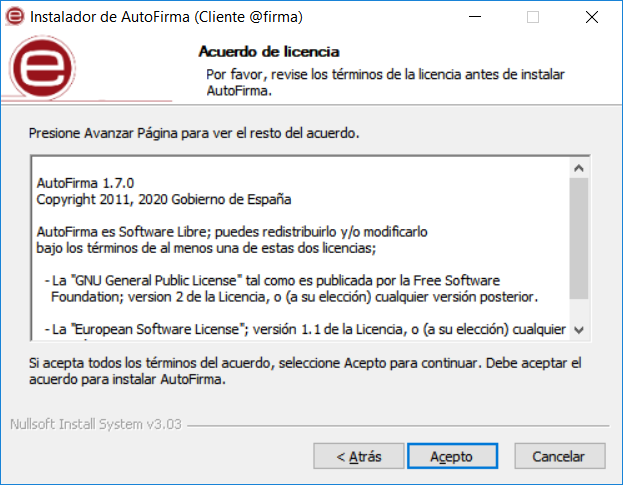 Instalador de AutoFirma (Cliente @firma)
Acuerdo de licencia
Por favor, revise los términos de la licencia antes de instalar
AutoFirma.
Presione Avanzar Página para ver el resto del acuerdo.
AutoFirma 1.7.0
Copyright 2011, 2020 Gobierno de España
AutoFirma es Software Libre; puedes redistribuirlo y/o modificarlo
bajo los términos de al menos una de estas dos licencias;
- La "GNU General Public License" tal como es publicada por la Free Software
Foundation; version 2 de la Licencia, o (a su elección) cualquier versión posterior.
- La "European Software License"; versión 1.1 de la Licencia, o (a su elección) cualquier
Si acepta todos los términos del acuerdo, seleccione Acepto para continuar. Debe aceptar el
acuerdo para instalar AutoFirma.
Nullsoft Install System v3.03
< Atrás
Acepto
Cancelar